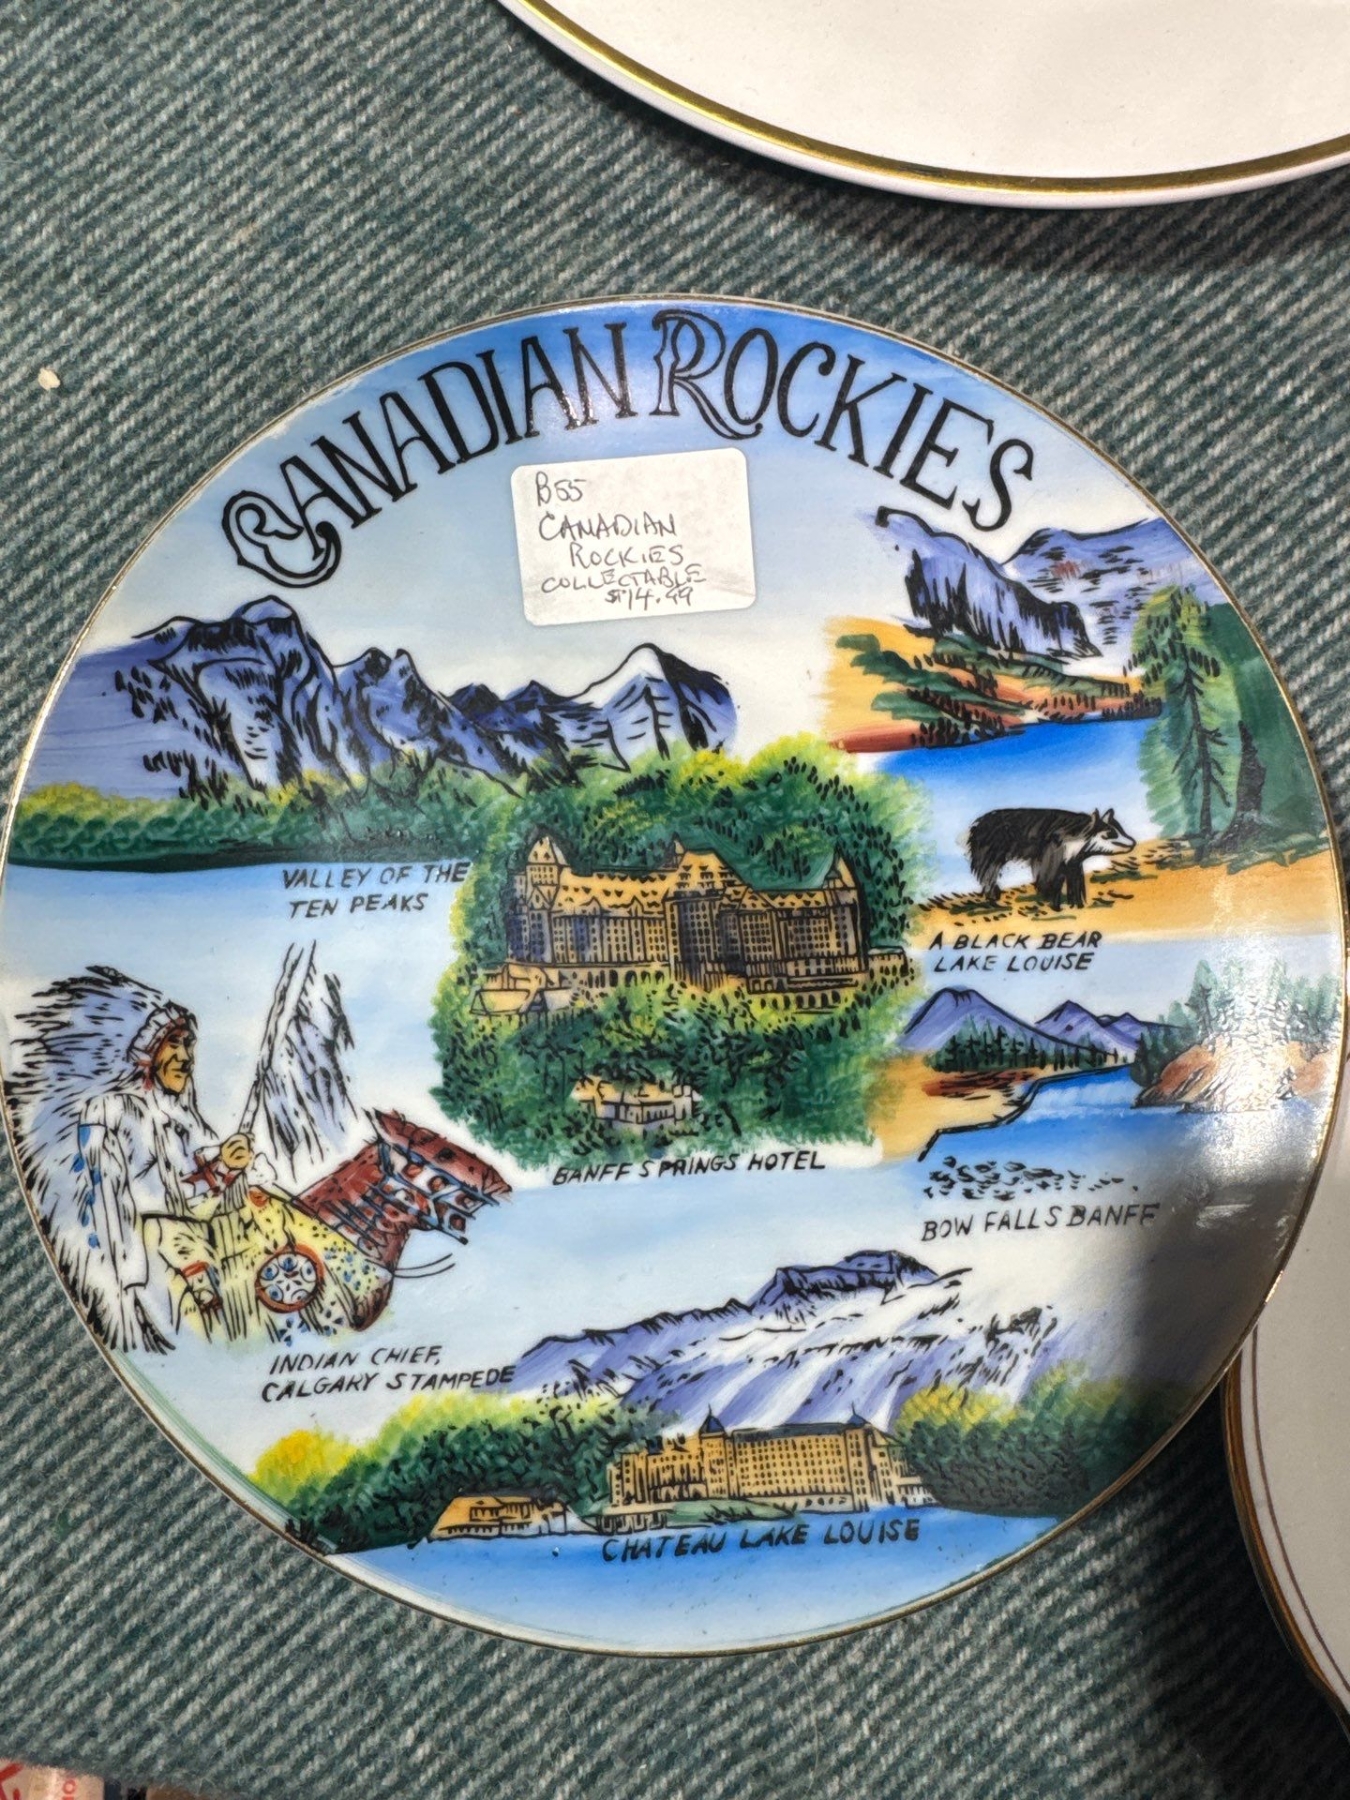 CANADIAN ROCKIES
B55
CANADIAN
ROCKIES
COLLECTABLE
$14.99
VALLEY OF THE
TEN PEAKS
A BLACK BEAR
LAKE LOUISE
BANFF SPRINGS HOTEL
BOW FALLS BANFF
INDIAN CHIEF,
CALGARY STAMPEDE
CHATEAU LAKE LOUISE